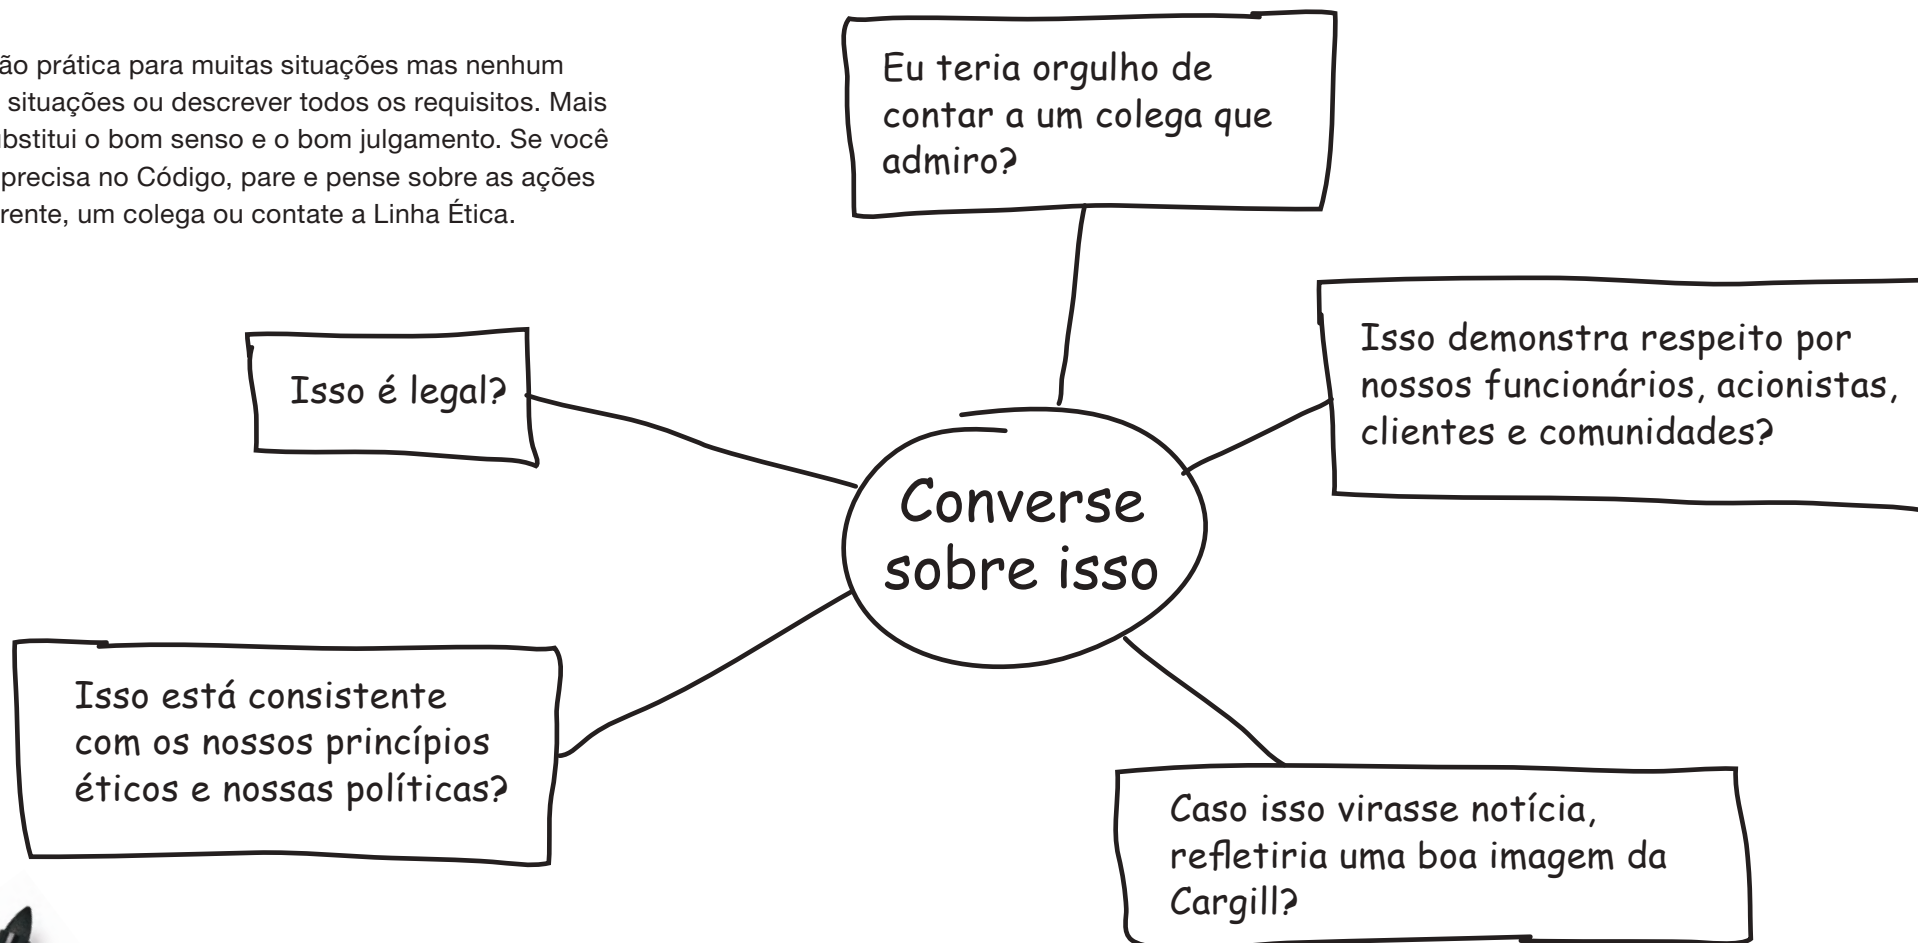 ão prática para muitas situações mas nenhum
situações ou descrever todos os requisitos. Mais
bstitui o bom senso e o bom julgamento. Se você
precisa no Código, pare e pense sobre as ações
rente, um colega ou contate a Linha Ética.
Eu teria orgulho de
contar a um colega que
admiro?
Isso é legal?
Isso demonstra respeito por
nossos funcionários, acionistas,
clientes e comunidades?
Converse
sobre isso
Isso está consistente
com os nossos princípios
éticos e nossas políticas?
Caso isso virasse notícia,
refletiria uma boa imagem da
Cargill?